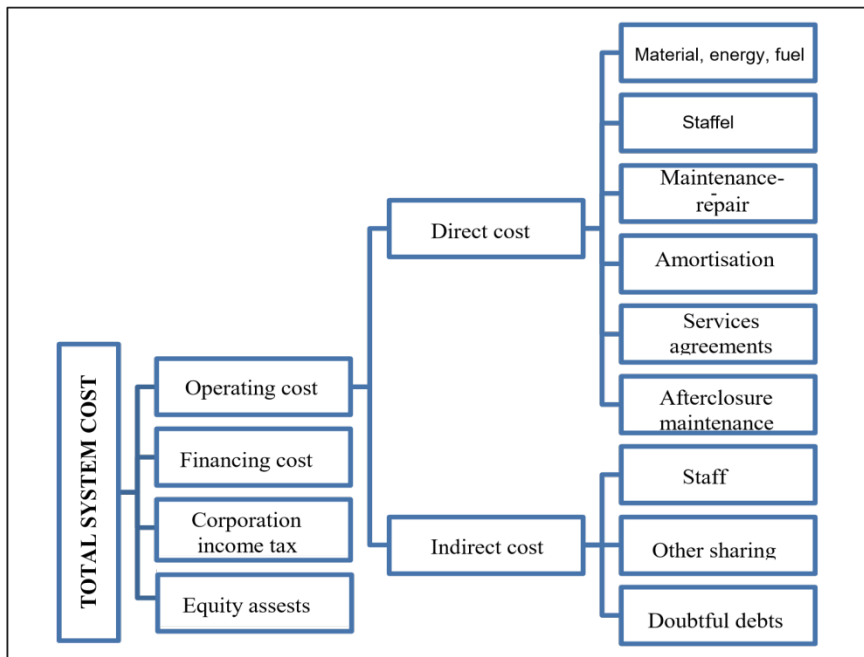 TOTAL SYSTEM COST
Operating cost
Financing cost
Corporation
income tax
Equity assests
Direct cost
Indirect cost
Material, energy, fuel
Staffel
Maintenance-
repair
Amortisation
Services
agreements
Afterclosure
maintenance
Staff
Other sharing
Doubtful debts